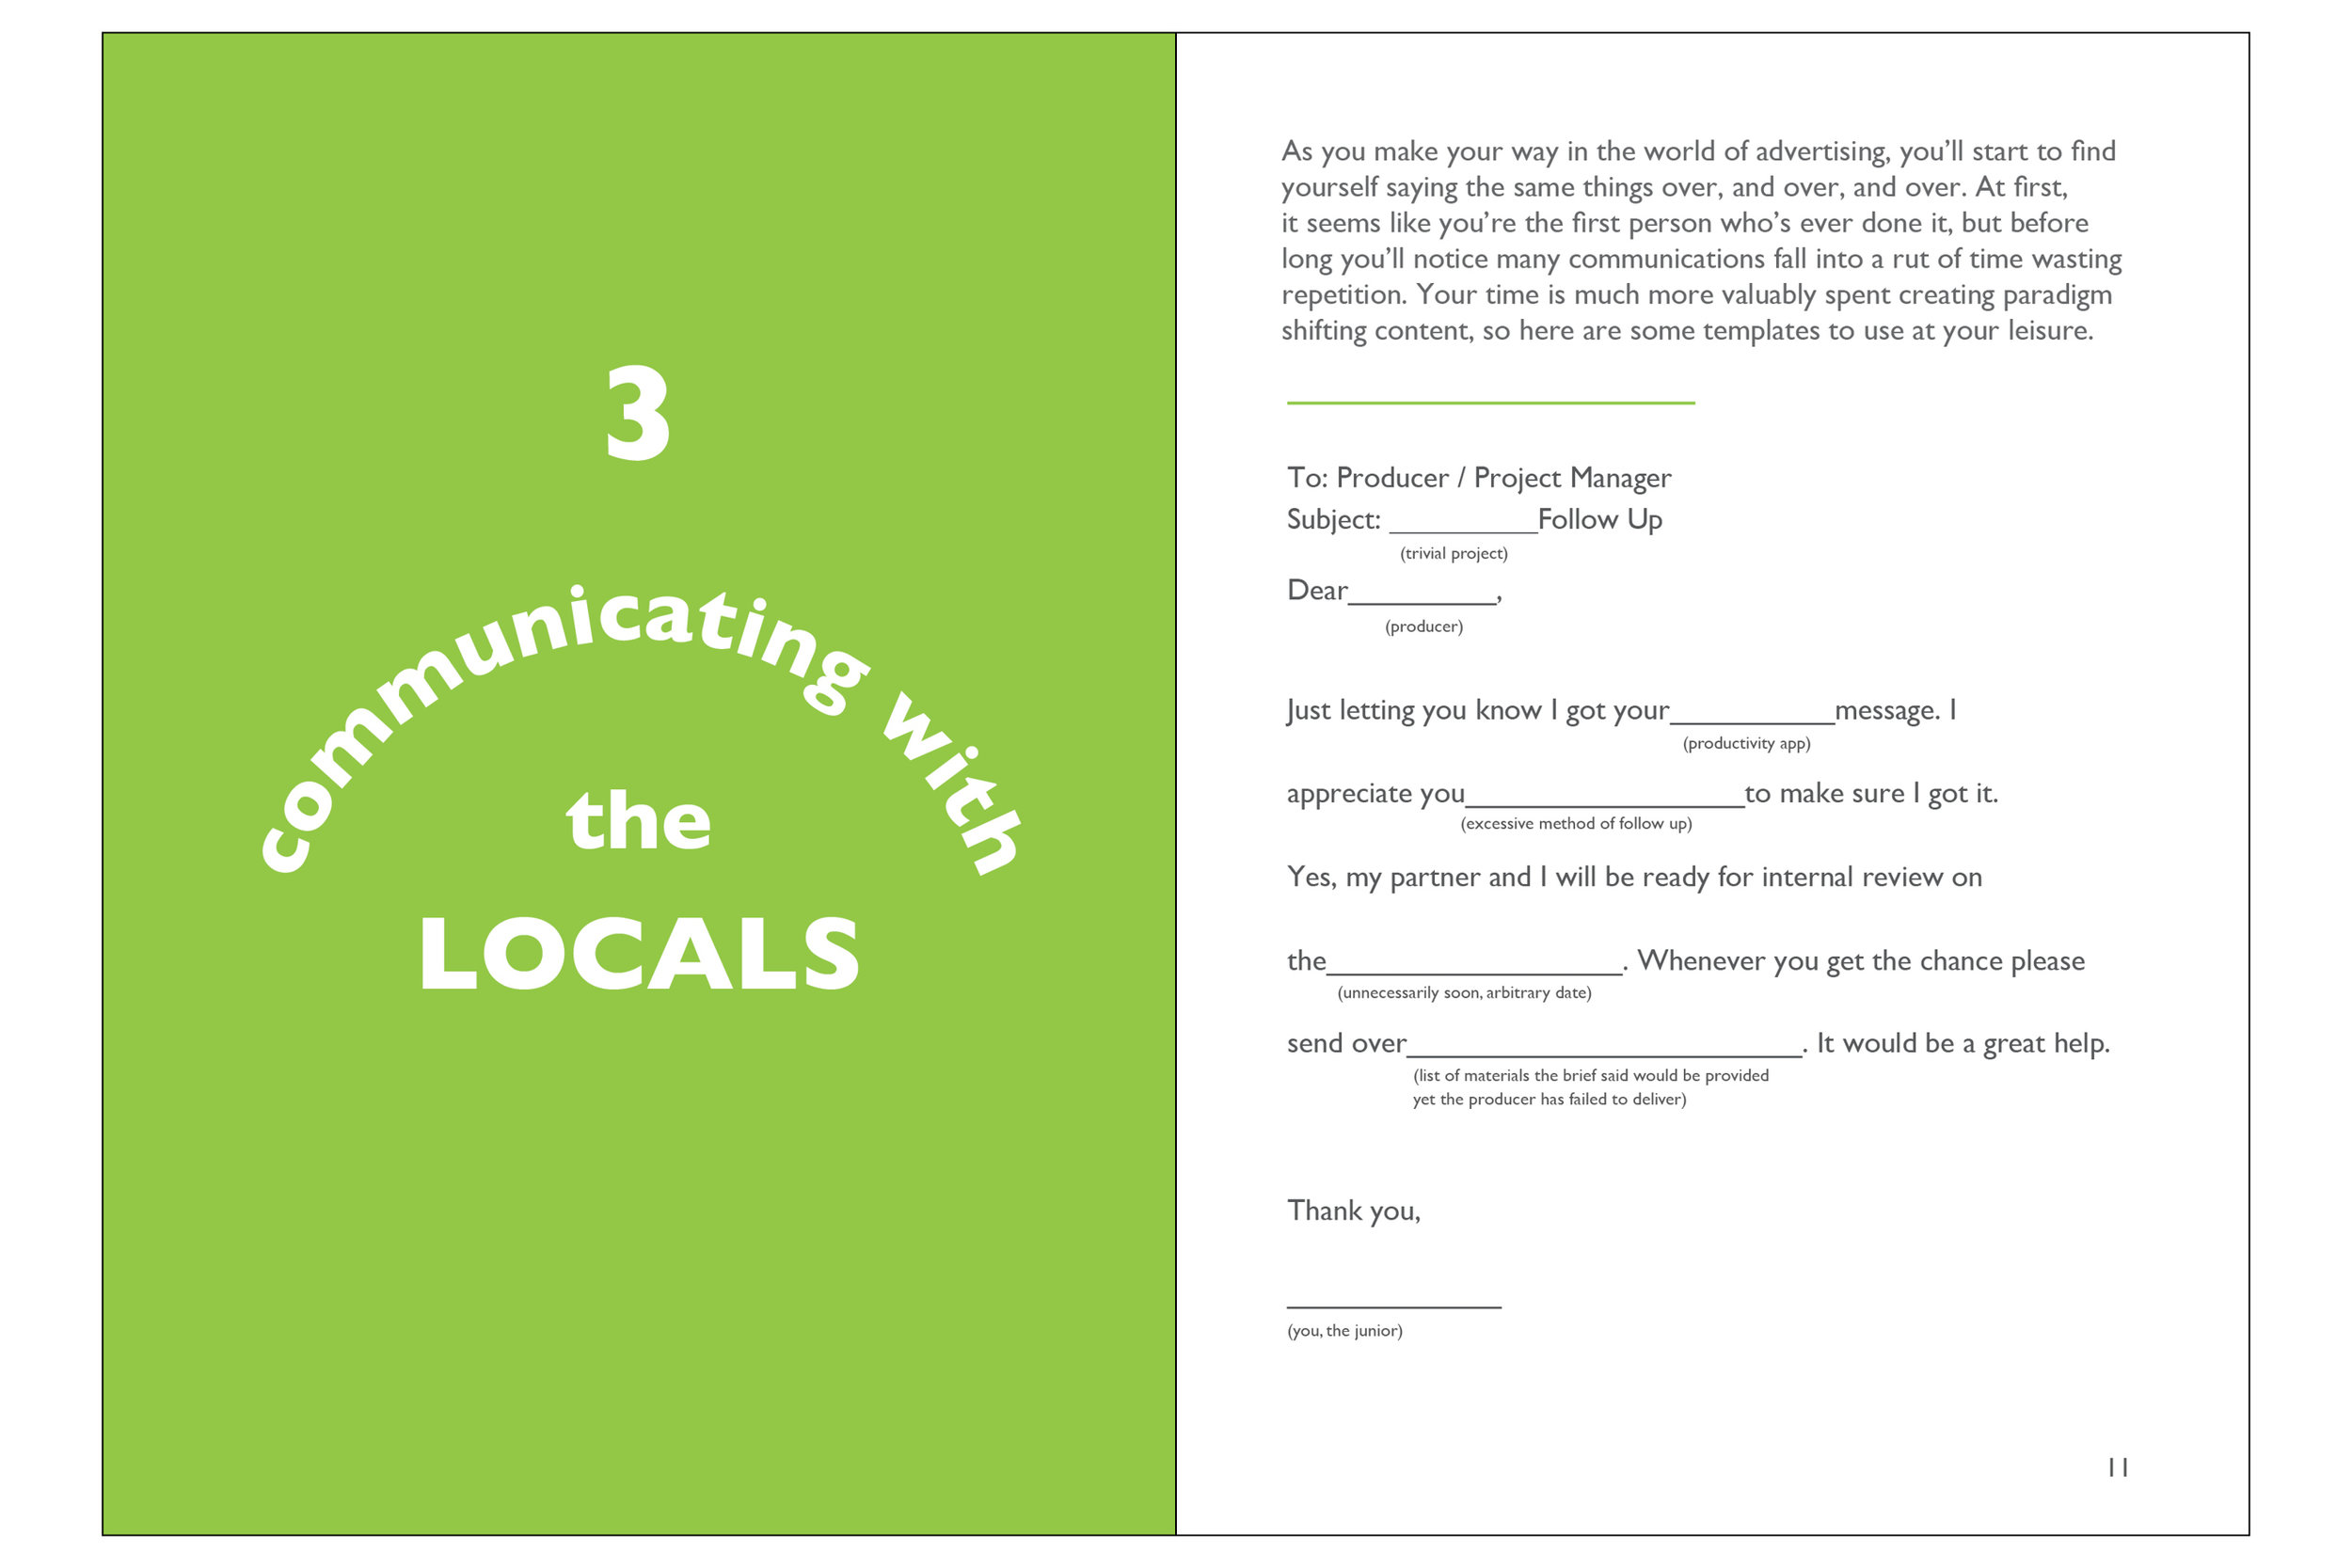 3
communicating with
the
LOCALS
As you make your way in the world of advertising, you’ll start to find
yourself saying the same things over, and over, and over. At first,
it seems like you’re the first person who’s ever done it, but before
long you’ll notice many communications fall into a rut of time wasting
repetition. Your time is much more valuably spent creating paradigm
shifting content, so here are some templates to use at your leisure.
To: Producer / Project Manager
Subject: __________Follow Up
(trivial project)
Dear__________,
(producer)
Just letting you know I got your___________message. I
(productivity app)
appreciate you___________________to make sure I got it.
(excessive method of follow up)
Yes, my partner and I will be ready for internal review on
the____________________. Whenever you get the chance please
(unnecessarily soon, arbitrary date)
send over___________________________. It would be a great help.
(list of materials the brief said would be provided
yet the producer has failed to deliver)
Thank you,
_______________
(you, the junior)
11